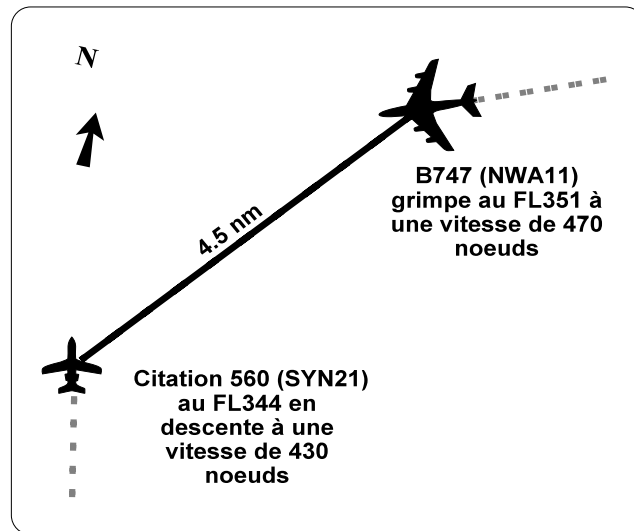 N
4.5 nm
B747 (NWA11)
grimpe au FL351 à
une vitesse de 470
noeuds
Citation 560 (SYN21)
au FL344 en
descente à une
vitesse de 430
noeuds